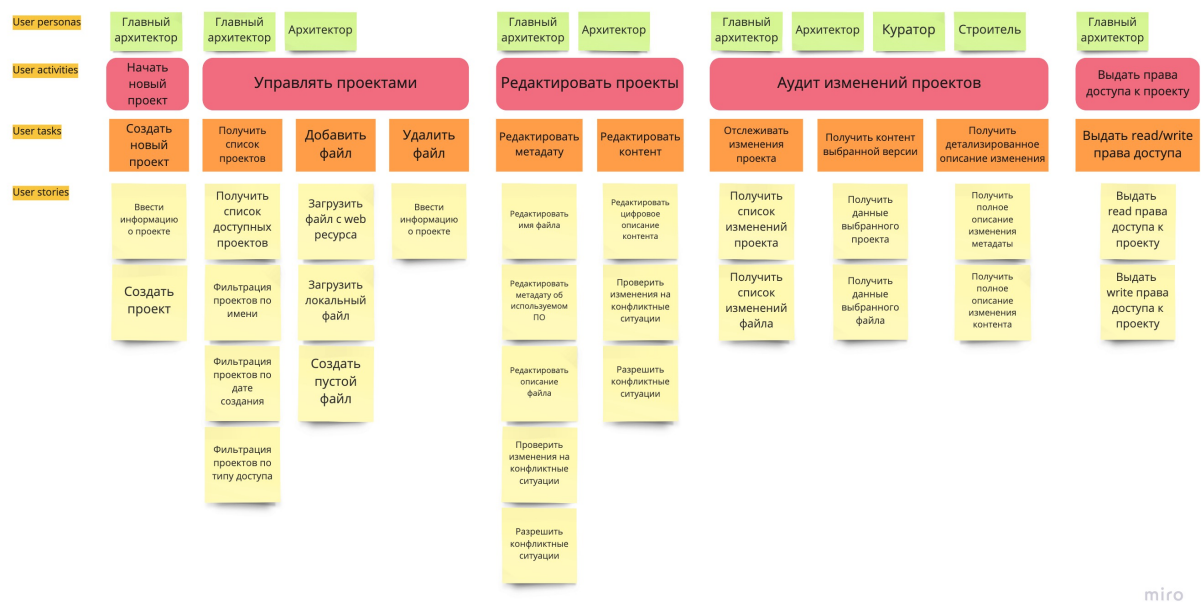 User personas
Главный
архитектор
Главный
архитектор
Архитектор
Главный
архитектор
Архитектор
Главный
архитектор
Архитектор
Куратор
Строитель
Главный
архитектор
User activities
Начать
новый
проект
Управлять проектами
Редактировать проекты
Аудит изменений проектов
Выдать права
доступа к проекту
User tasks
Создать
новый
проект
Получить
список
проектов
Добавить
файл
Удалить
файл
Редактировать
метадату
Редактировать
контент
Отслеживать
изменения
проекта
Получить контент
выбранной версии
Получить
детализированное
описание изменения
Выдать read/write
права доступа
User stories
Ввести
информацию
о проекте
Получить
список
доступных
проектов
Загрузить
файл с web
ресурса
Ввести
информацию
о проекте
Редактировать
имя файла
Редактировать
цифровое
описание
контента
Получить
список
изменений
проекта
Получить
данные
выбранного
проекта
Получить
полное
описание
изменения
метадаты
Выдать
read права
доступа к
проекту
Создать
проект
Фильтрация
проектов по
имени
Загрузить
локальный
файл
Редактировать
метадату об
используемом
ПО
Проверить
изменения на
конфликтные
ситуации
Получить
список
изменений
файла
Получить
данные
выбранного
файла
Получить
полное
описание
изменения
контента
Выдать
write права
доступа к
проекту
Фильтрация
проектов по
дате
создания
Создать
пустой
файл
Редактировать
описание
файла
Разрешить
конфликтные
ситуации
Фильтрация
проектов по
типу доступа
Проверить
изменения на
конфликтные
ситуации
Разрешить
конфликтные
ситуации
miro